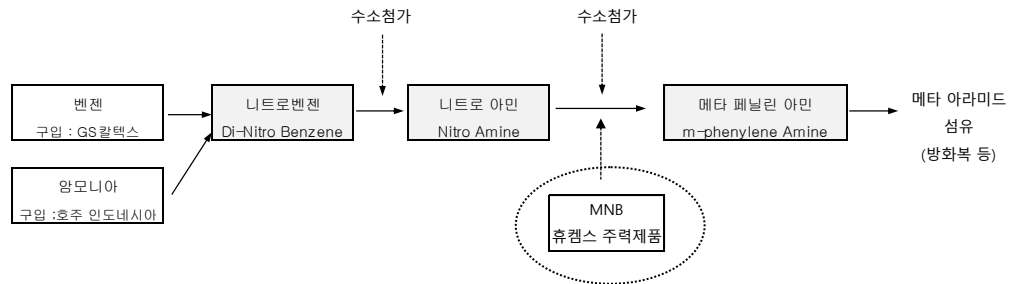 수소첨가
수소첨가
벤젠
구입 : GS칼텍스
니트로벤젠
Di-Nitro Benzene
니트로 아민
Nitro Amine
메타 페닐린 아민
m-phenylene Amine
메타 아라미드
섬유
(방화복 등)
암모니아
구입 :호주 인도네시아
MNB
휴켐스 주력제품